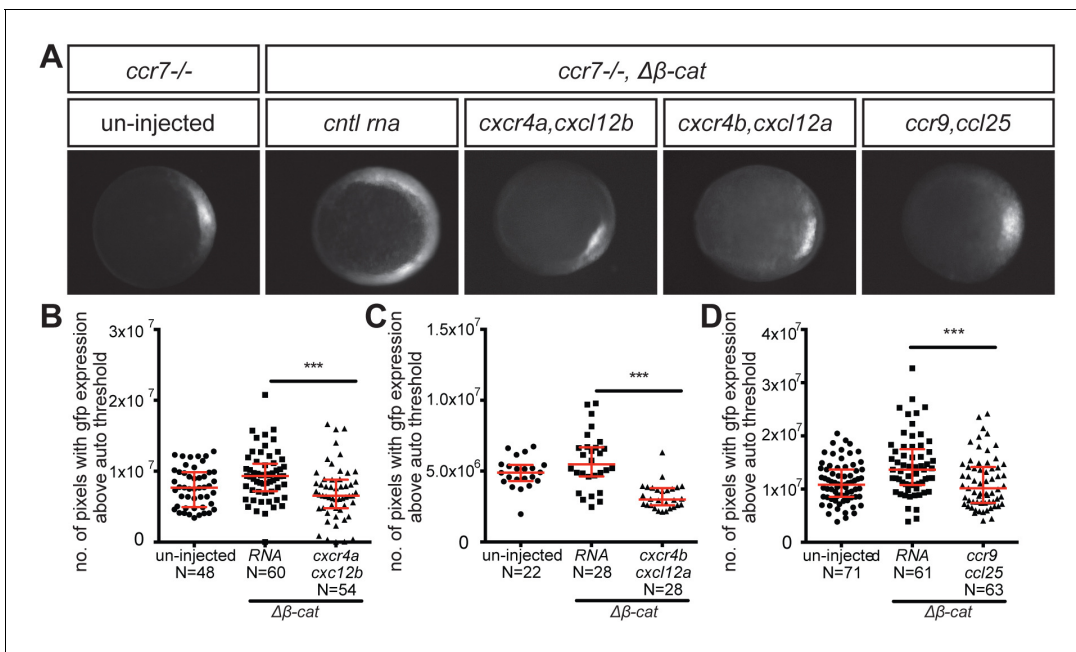 A
ccr7-/-
ccr7-/-, Δβ-cat
un-injected
cntl rna
cxcr4a,cxcl12b
cxcr4b,cxcl12a
ccr9,ccl25
B
no. of pixels with gfp expression
above auto threshold
3x10 7
2x10 7
1x10 7
0
***
un-injected
N=48
RNA
N=60
cxcr4a
cxc12b
N=54
Δβ-cat
C
no. of pixels with gfp expression
above auto threshold
1.5x10 7
1.0x10 7
5.0x10 6
0
***
un-injected
N=22
RNA
N=28
cxcr4b
cxcl12a
N=28
Δβ-cat
D
no. of pixels with gfp expression
above auto threshold
4x10 7
3x10 7
2x10 7
1x10 7
0
***
un-injected
N=71
RNA
N=61
ccr9
ccl25
N=63
Δβ-cat